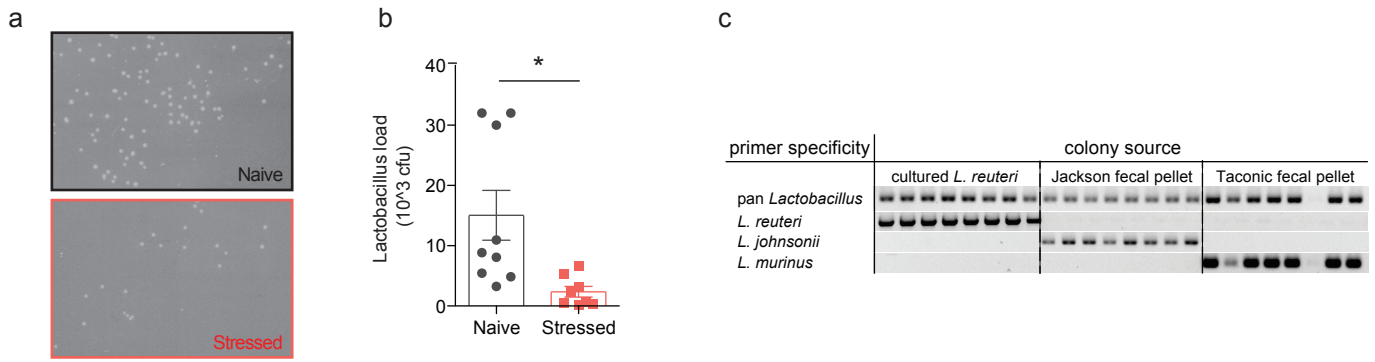 a
Naive
Stressed
b
Lactobacillus load
(10^3 cfu)
40
30
20
10
0
*
Naive Stressed
c
primer specificity colony source
cultured L. reuteri Jackson fecal pellet Taconic fecal pellet
pan Lactobacillus
L. reuteri
L. johnsonii
L. murinus